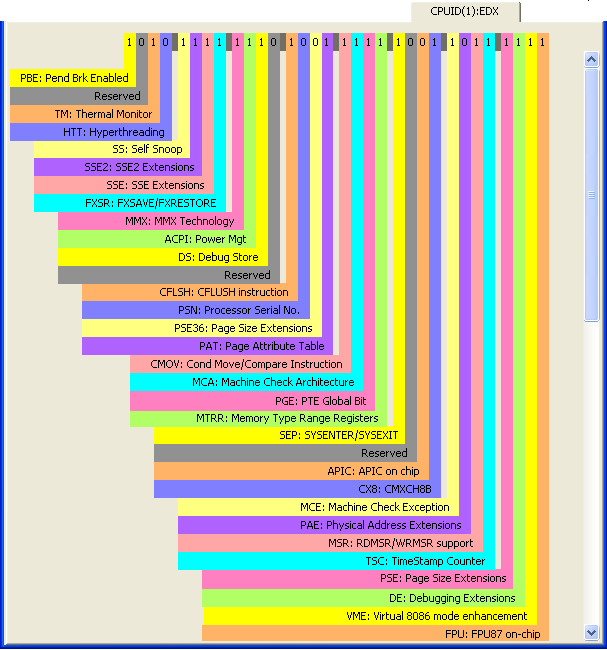 CPUID(1):EDX
1 0 1 0 1 1 1 1 1 1 1 0 1 0 0 1 1 1 1 1 1 0 0 1 1 1 1 1 1 1 1 1
PBE: Pend Brk Enabled
Reserved
TM: Thermal Monitor
HTT: Hyperthreading
SS: Self Snoop
SSE2: SSE2 Extensions
SSE: SSE Extensions
FXSR: FXSAVE/FXRESTORE
MMX: MMX Technology
ACPI: Power Mgt
DS: Debug Store
Reserved
CFLSH: CFLUSH instruction
PSN: Processor Serial No.
PSE36: Page Size Extensions
PAT: Page Attribute Table
CMOV: Cond Move/Compare Instruction
MCA: Machine Check Architecture
PGE: PTE Global Bit
MTRR: Memory Type Range Registers
SEP: SYSENTER/SYSEXIT
Reserved
APIC: APIC on chip
CX8: CMXCH8B
MCE: Machine Check Exception
PAE: Physical Address Extensions
MSR: RDMSR/WRMSR support
TSC: TimeStamp Counter
PSE: Page Size Extensions
DE: Debugging Extensions
VME: Virtual 8086 mode enhancement
FPU: FPU87 on-chip